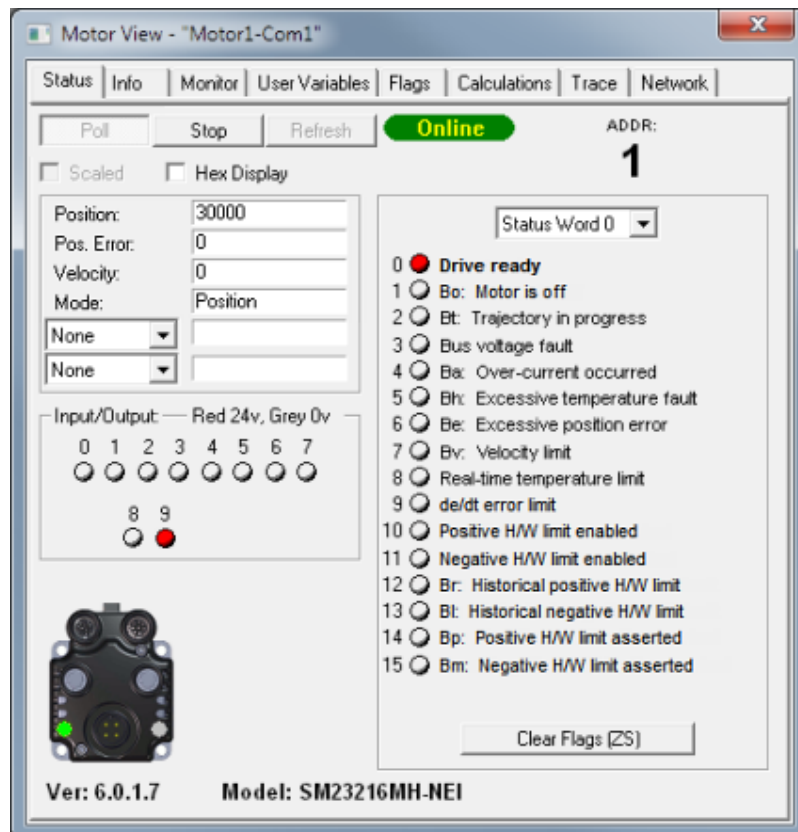 Motor View - "Motor1-Com1"
Status Info Monitor User Variables Flags Calculations Trace Network
Poll Stop Refresh Online ADDR:
1
Scaled Hex Display
Position: 30000
Pos. Error: 0
Velocity: 0
Mode: Position
None
None
Input/Output: Red 24v, Grey 0v
0 1 2 3 4 5 6 7
8 9
Status Word 0
0 Drive ready
1 Bo: Motor is off
2 Bt: Trajectory in progress
3 Bus voltage fault
4 Ba: Over-current occurred
5 Bh: Excessive temperature fault
6 Be: Excessive position error
7 Bv: Velocity limit
8 Real-time temperature limit
9 de/dt error limit
10 Positive H/W limit enabled
11 Negative H/W limit enabled
12 Br: Historical positive H/W limit
13 Bl: Historical negative H/W limit
14 Bp: Positive H/W limit asserted
15 Bm: Negative H/W limit asserted
Clear Flags (ZS)
Ver: 6.0.1.7 Model: SM23216MH-NEI